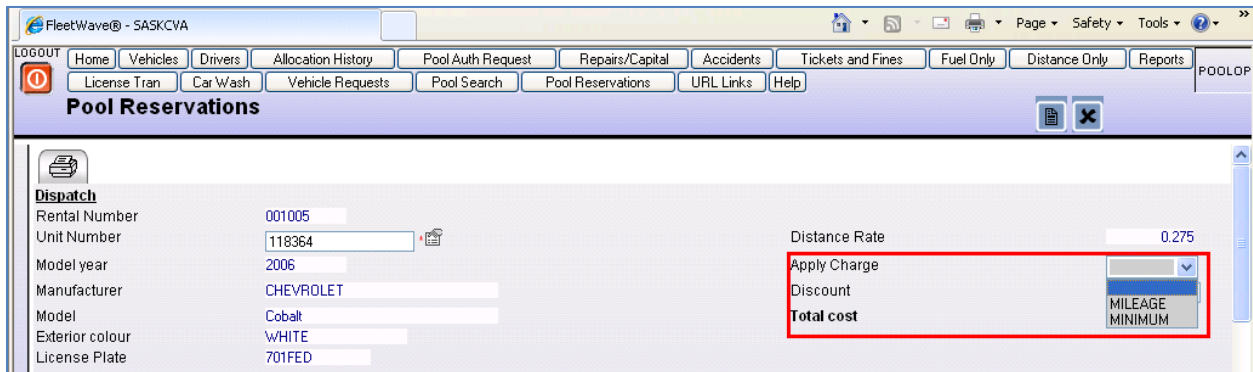 FleetWave® - SASKCVA
Page Safety Tools
LOGOUT Home Vehicles Drivers Allocation History Pool Auth Request Repairs/Capital Accidents Tickets and Fines Fuel Only Distance Only Reports POOLOP
License Tran Car Wash Vehicle Requests Pool Search Pool Reservations URL Links Help
Pool Reservations
Dispatch
Rental Number 001005
Unit Number 118364 * Distance Rate 0.275
Model year 2006 Apply Charge
Manufacturer CHEVROLET Discount MILEAGE
Model Cobalt Total cost MINIMUM
Exterior colour WHITE
License Plate 701FED